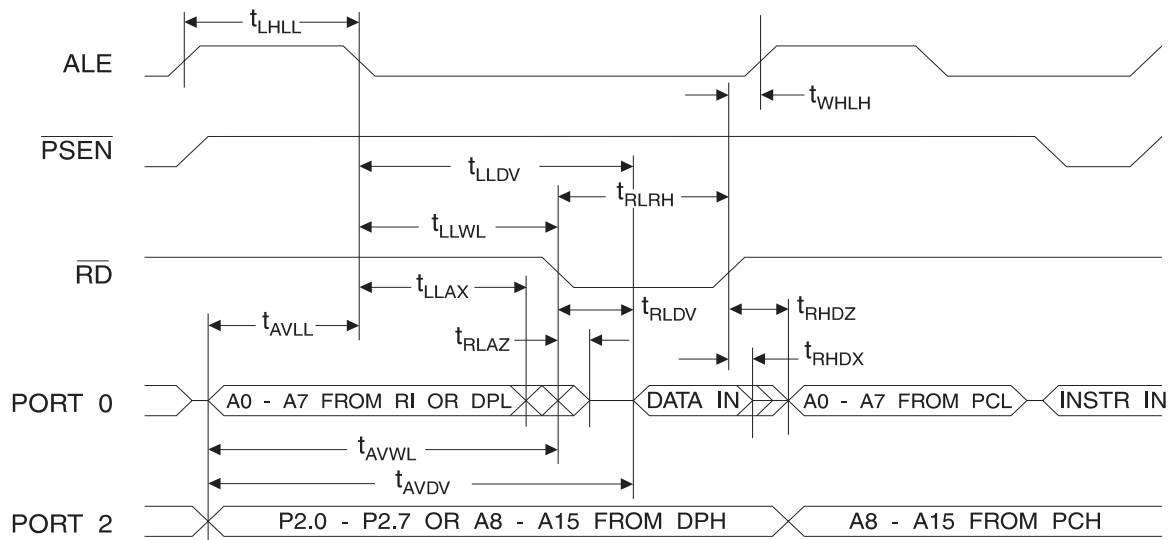 tLHLL
ALE
tWHLH
PSEN
tLLDV
tRLRH
tLLWL
RD
tLLAX
tRLDV
tRHDZ
tAVLL
tRLAZ
tRHDX
PORT 0
A0 - A7 FROM RI OR DPL
DATA IN
A0 - A7 FROM PCL
INSTR IN
tAVWL
tAVDV
PORT 2
P2.0 - P2.7 OR A8 - A15 FROM DPH
A8 - A15 FROM PCH